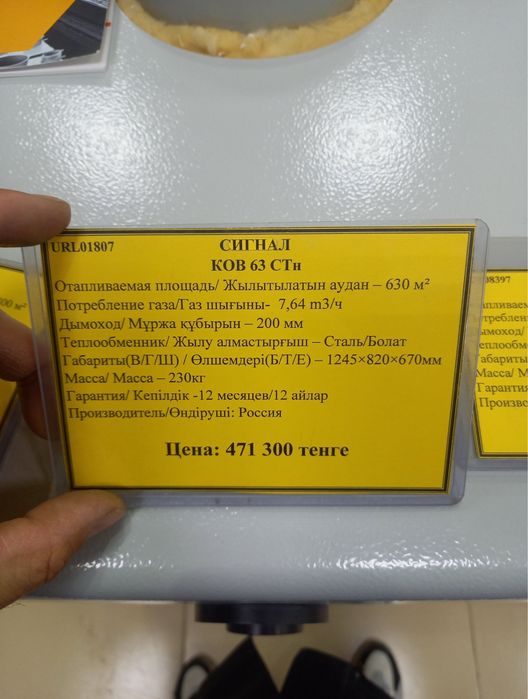 URL01807
СИГНАЛ
КОВ 63 СТн
Отапливаемая площадь/ Жылытылатын аудан – 630 м²
Потребление газа/Газ шығыны- 7,64 m3/ч
Дымоход/ Мұржа құбырын – 200 мм
Теплообменник/ Жылу алмастырғыш – Сталь/Болат
Габариты(В/Г/Ш) / Өлшемдері(Б/Т/Е) – 1245×820×670мм
Масса/ Масса – 230кг
Гарантия/ Кепілдік -12 месяцев/12 айлар
Производитель/Өндіруші: Россия
Цена: 471 300 тенге